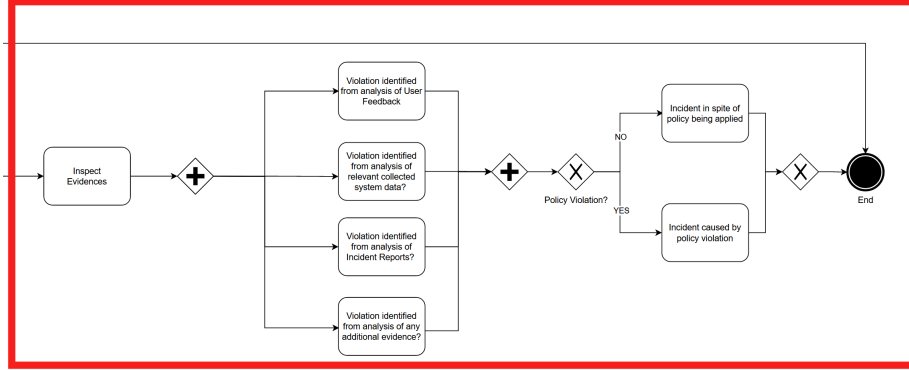 Inspect
Evidences
Violation identified
from analysis of User
Feedback
Violation identified
from analysis of
relevant collected
system data?
Violation identified
from analysis of
Incident Reports?
Violation identified
from analysis of any
additional evidence?
Policy Violation?
NO
YES
Incident in spite of
policy being applied
Incident caused by
policy violation
End